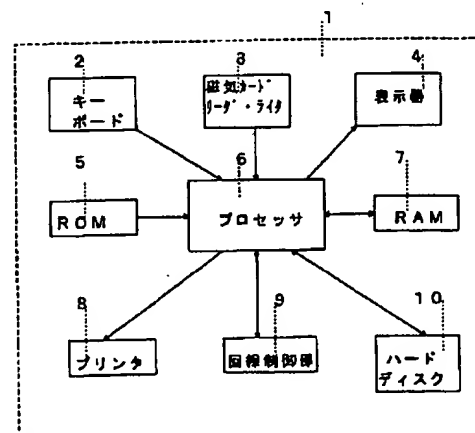 1
2
3
4
キー
ボード
磁気カード
リーダ・ライタ
表示器
5
6
7
ROM
プロセッサ
RAM
8
9
10
プリンタ
回線制御部
ハード
ディスク